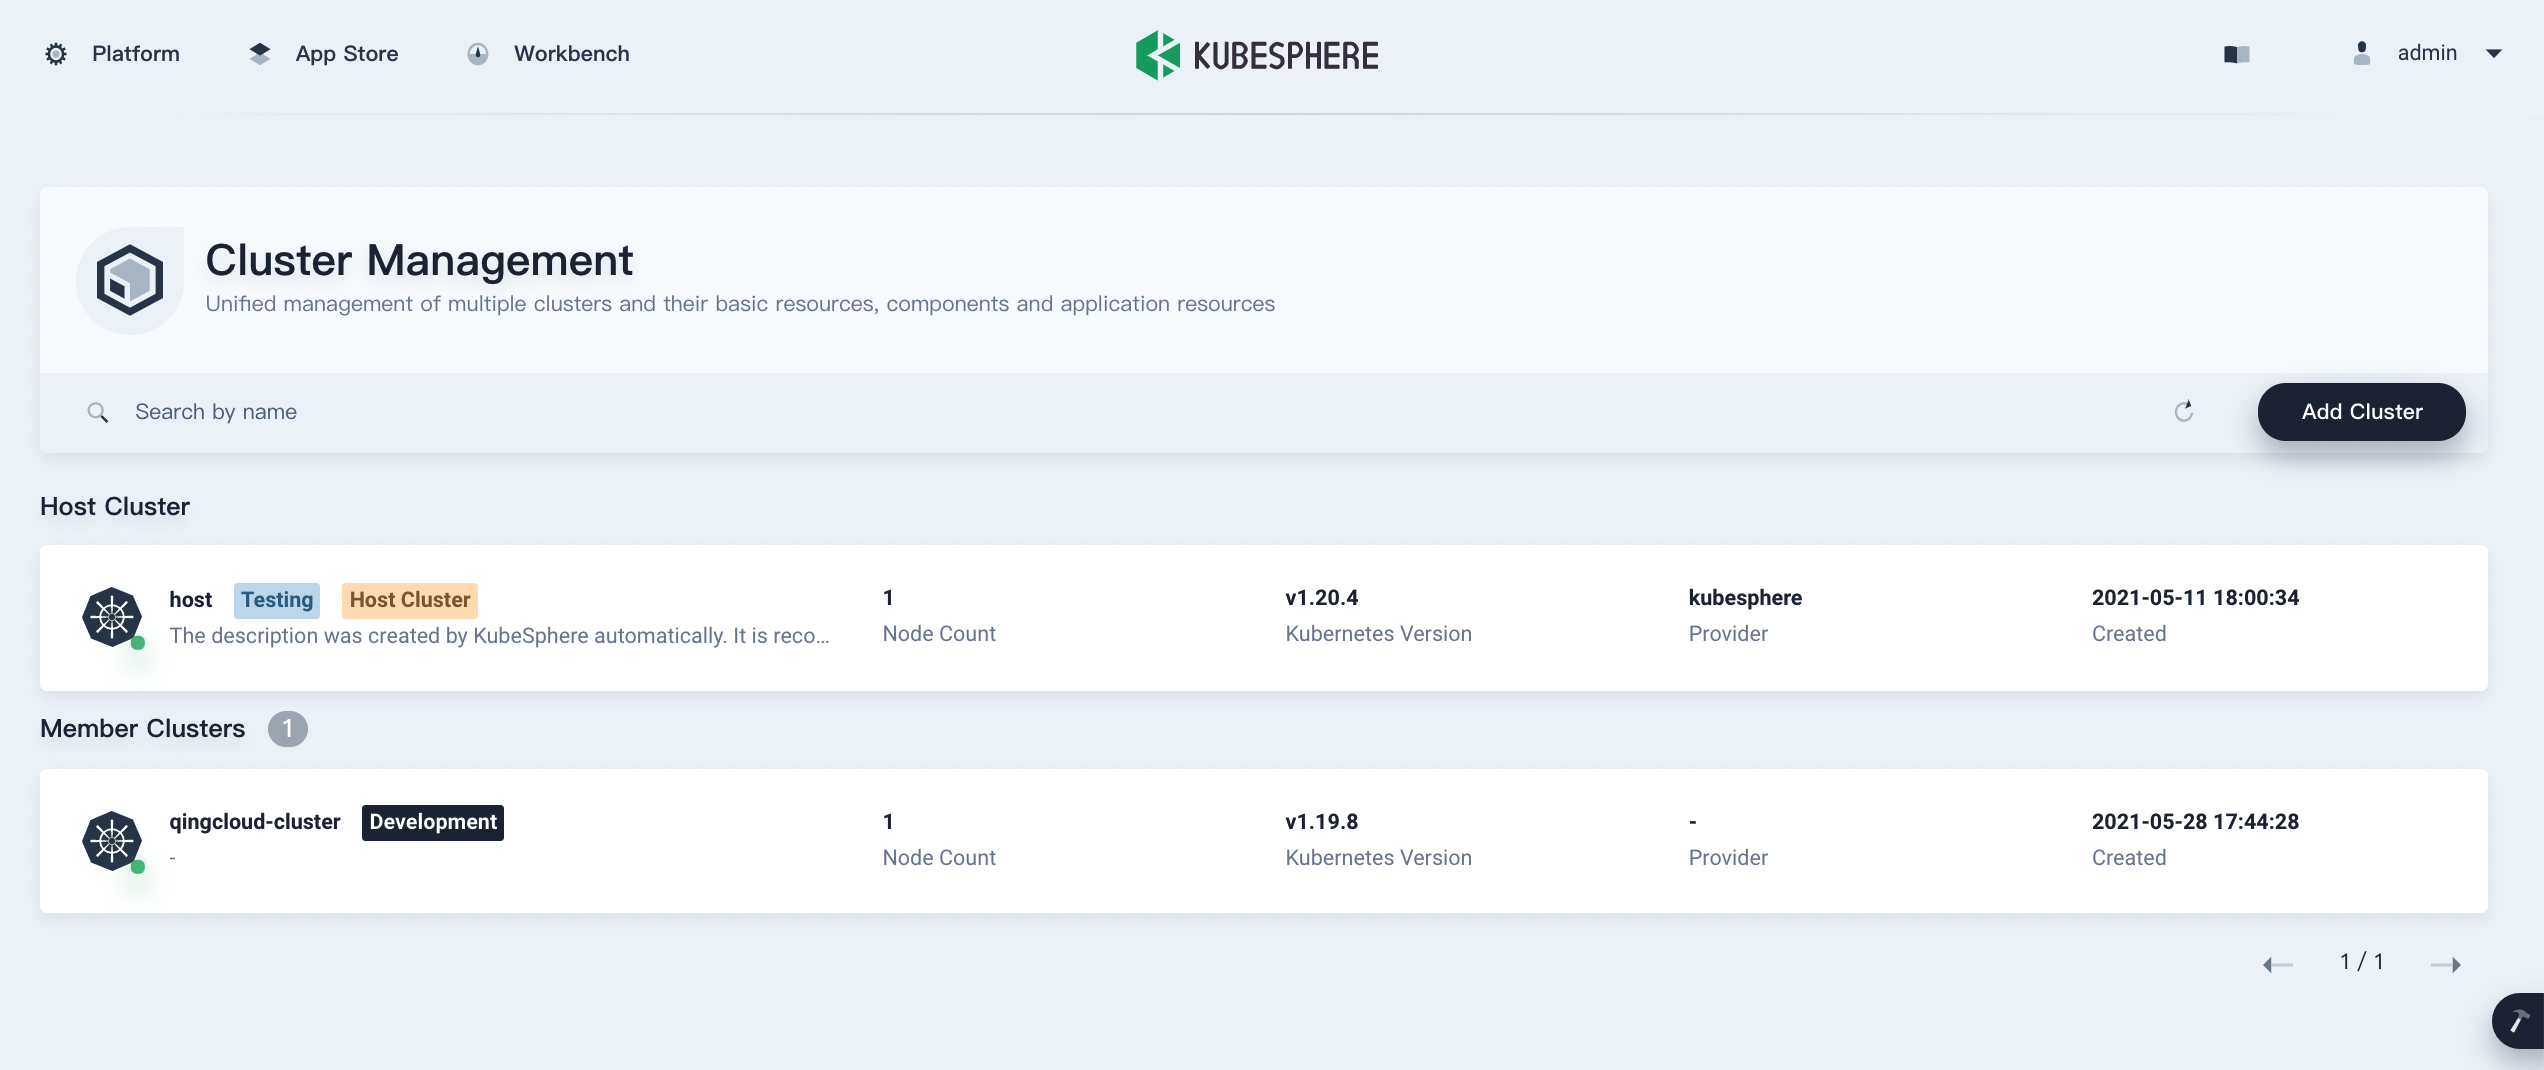 Platform App Store Workbench KUBESPHERE admin
Cluster Management
Unified management of multiple clusters and their basic resources, components and application resources
Search by name Add Cluster
Host Cluster
host Testing Host Cluster 1 v1.20.4 kubesphere 2021-05-11 18:00:34
The description was created by KubeSphere automatically. It is reco... Node Count Kubernetes Version Provider Created
Member Clusters 1
qingcloud-cluster Development 1 v1.19.8 - 2021-05-28 17:44:28
- Node Count Kubernetes Version Provider Created
1 / 1